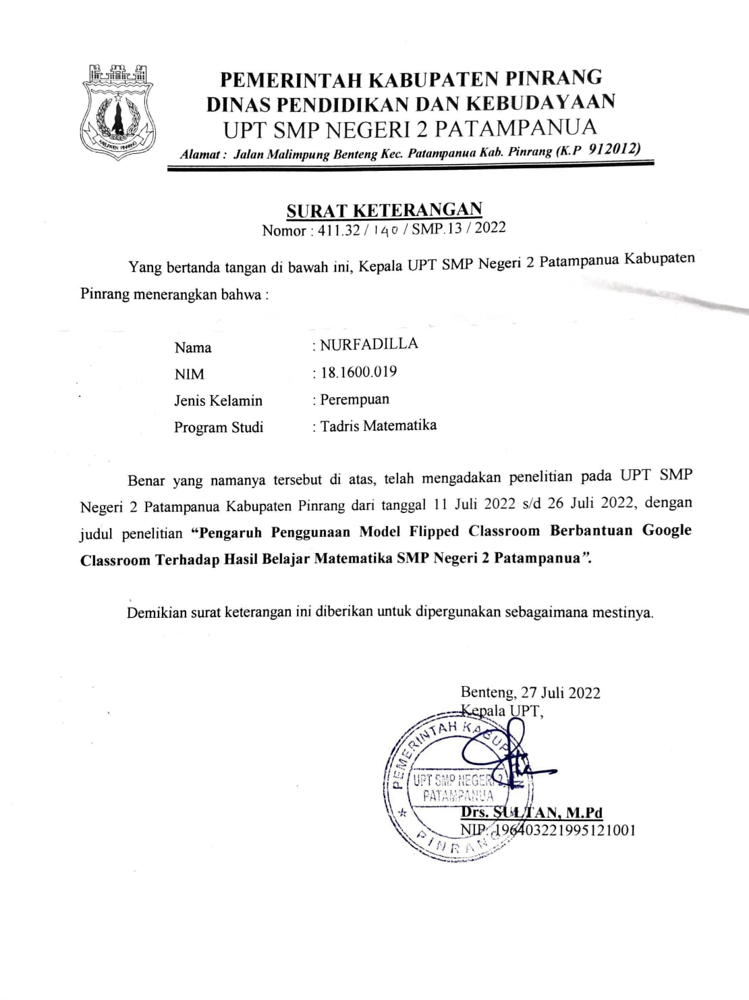 PEMERINTAH KABUPATEN PINRANG
DINAS PENDIDIKAN DAN KEBUDAYAAN
UPT SMP NEGERI 2 PATAMPANUA
Alamat : Jalan Malimpung Benteng Kec. Patampanua Kab. Pinrang (K.P 912012)
KABUPATEN PINRANG
SURAT KETERANGAN
Nomor : 411.32 / 140 / SMP.13 / 2022
Yang bertanda tangan di bawah ini, Kepala UPT SMP Negeri 2 Patampanua Kabupaten
Pinrang menerangkan bahwa :
Nama : NURFADILLA
NIM : 18.1600.019
Jenis Kelamin : Perempuan
Program Studi : Tadris Matematika
Benar yang namanya tersebut di atas, telah mengadakan penelitian pada UPT SMP
Negeri 2 Patampanua Kabupaten Pinrang dari tanggal 11 Juli 2022 s/d 26 Juli 2022, dengan
judul penelitian “Pengaruh Penggunaan Model Flipped Classroom Berbantuan Google
Classroom Terhadap Hasil Belajar Matematika SMP Negeri 2 Patampanua”.
Demikian surat keterangan ini diberikan untuk dipergunakan sebagaimana mestinya.
Benteng, 27 Juli 2022
Kepala UPT,
PEMERINTAH KABUP
UPT SMP NEGERI 2
PATAMPANUA
PINRANG
Drs. SULTAN, M.Pd
NIP. 196403221995121001